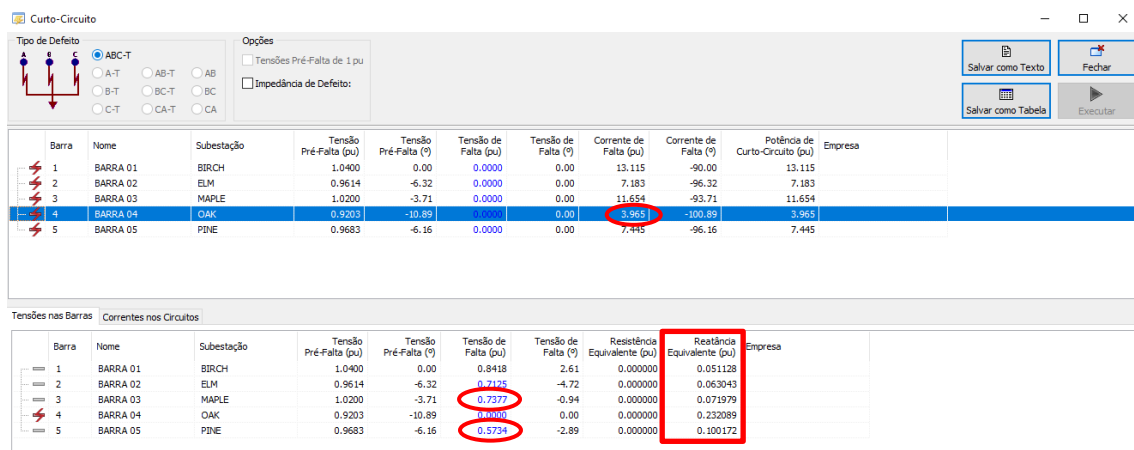 Curto-Circuito
Tipo de Defeito
A B C
ABC-T
A-T AB-T AB
B-T BC-T BC
C-T CA-T CA
Opções
Tensões Pré-Falta de 1 pu
Impedância de Defeito:
Salvar como Texto
Fechar
Salvar como Tabela
Executar
Barra Nome Subestação Tensão Pré-Falta (pu) Tensão Pré-Falta (º) Tensão de Falta (pu) Tensão de Falta (º) Corrente de Falta (pu) Corrente de Falta (º) Potência de Curto-Circuito (pu) Empresa
1 BARRA 01 BIRCH 1.0400 0.00 0.0000 0.00 13.115 -90.00 13.115
2 BARRA 02 ELM 0.9614 -6.32 0.0000 0.00 7.183 -96.32 7.183
3 BARRA 03 MAPLE 1.0200 -3.71 0.0000 0.00 11.654 -93.71 11.654
4 BARRA 04 OAK 0.9203 -10.89 0.0000 0.00 3.965 -100.89 3.965
5 BARRA 05 PINE 0.9683 -6.16 0.0000 0.00 7.445 -96.16 7.445
Tensões nas Barras Correntes nos Circuitos
Barra Nome Subestação Tensão Pré-Falta (pu) Tensão Pré-Falta (º) Tensão de Falta (pu) Tensão de Falta (º) Resistência Equivalente (pu) Reatância Equivalente (pu) Empresa
1 BARRA 01 BIRCH 1.0400 0.00 0.8418 2.61 0.000000 0.051128
2 BARRA 02 ELM 0.9614 -6.32 0.7125 -4.72 0.000000 0.063043
3 BARRA 03 MAPLE 1.0200 -3.71 0.7377 -0.94 0.000000 0.071979
4 BARRA 04 OAK 0.9203 -10.89 0.0000 0.00 0.000000 0.232089
5 BARRA 05 PINE 0.9683 -6.16 0.5734 -2.89 0.000000 0.100172